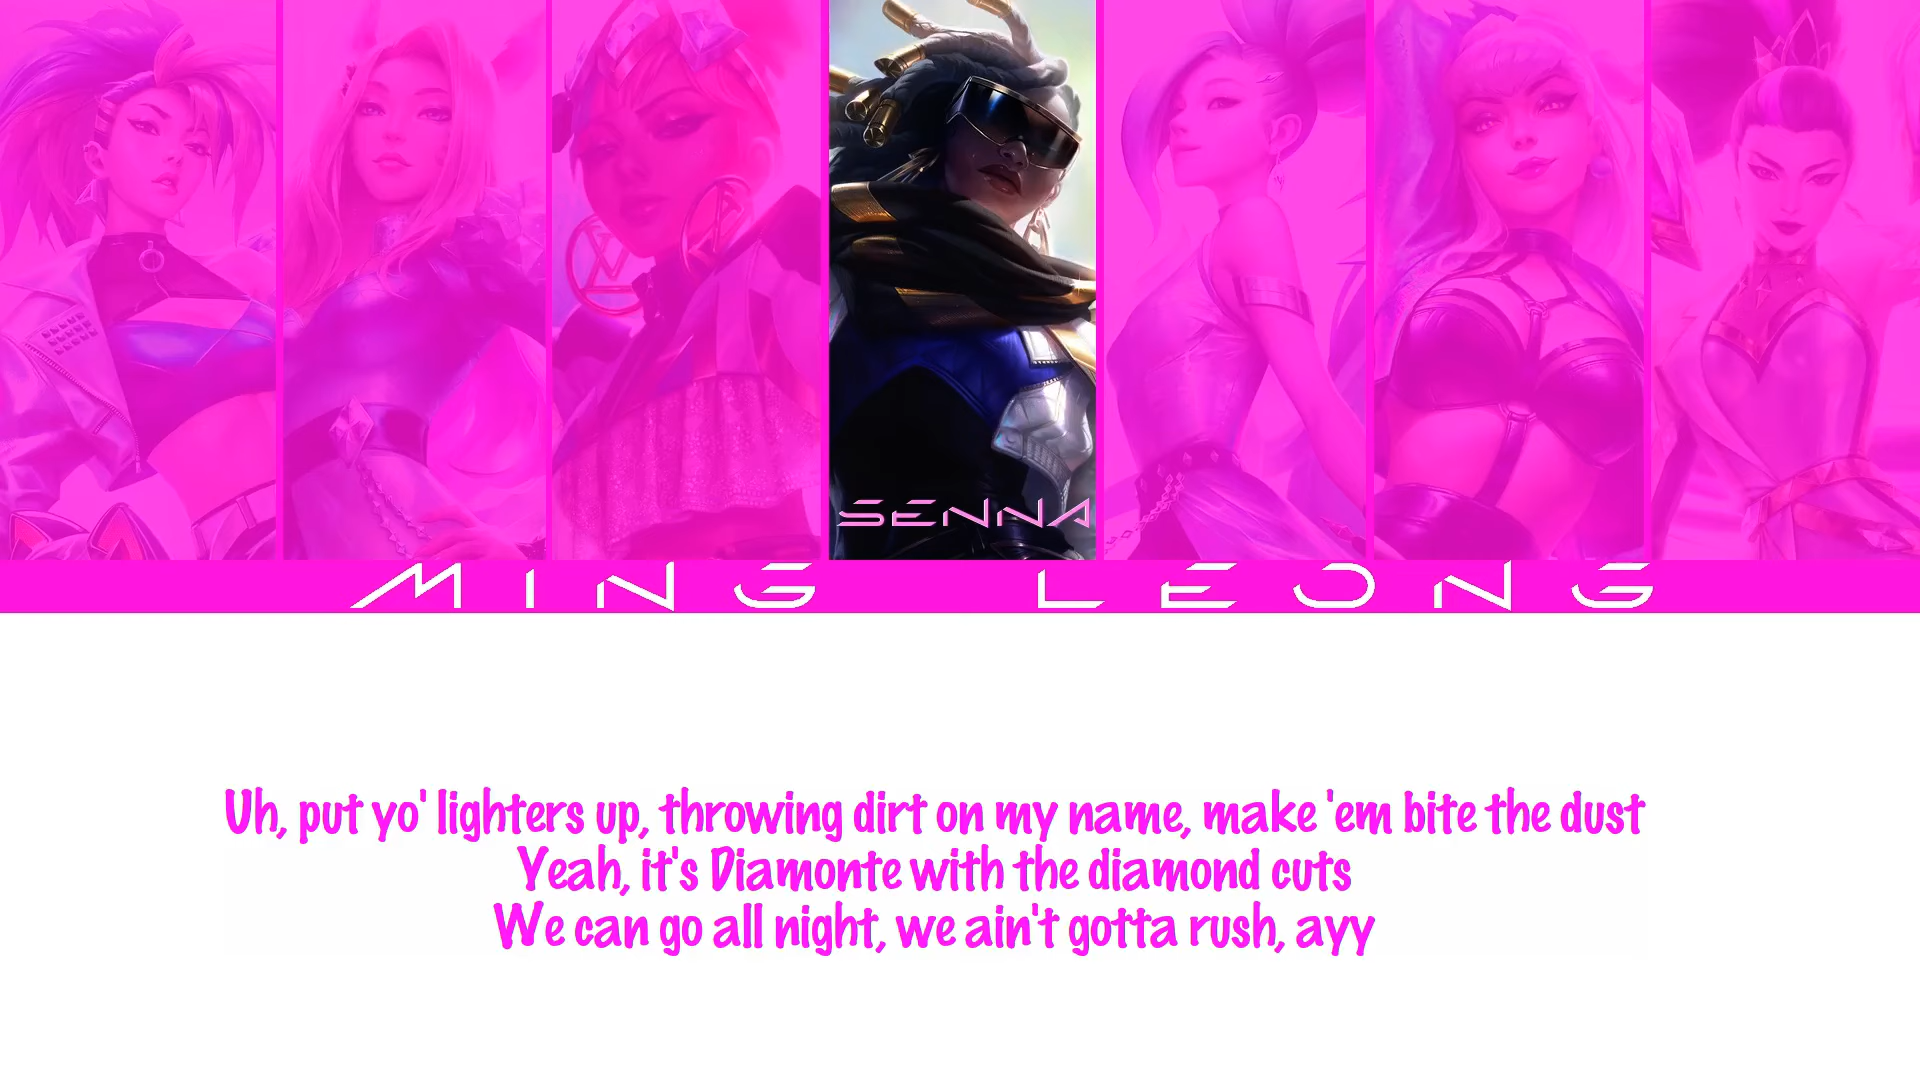 SENNA
MING LEONG
Uh, put yo' lighters up, throwing dirt on my name, make 'em bite the dust
Yeah, it's Diamonte with the diamond cuts
We can go all night, we ain't gotta rush, ayy